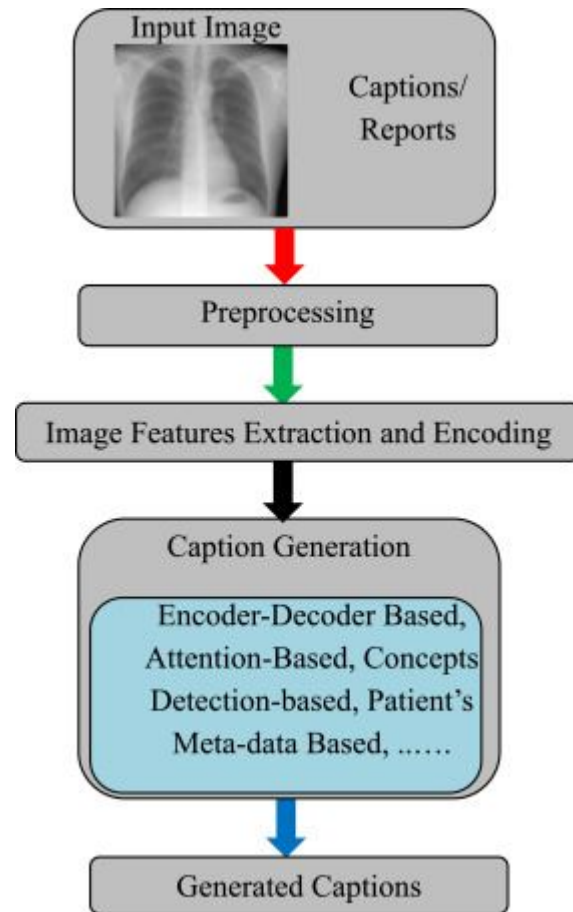 Input Image
Captions/
Reports
Preprocessing
Image Features Extraction and Encoding
Caption Generation
Encoder-Decoder Based,
Attention-Based, Concepts
Detection-based, Patient's
Meta-data Based, ......
Generated Captions